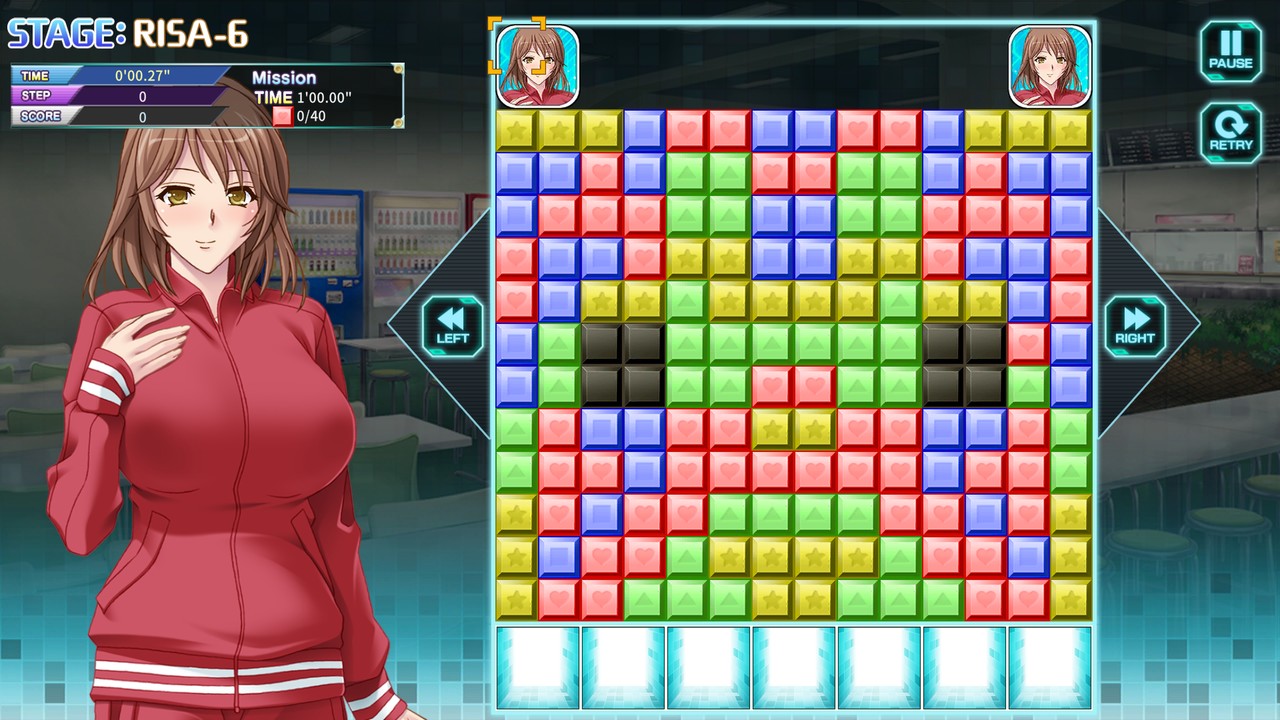 STAGE: RISA-6
TIME 0'00.27"
STEP 0
SCORE 0
Mission
TIME 1'00.00"
0/40
PAUSE
RETRY
LEFT
RIGHT